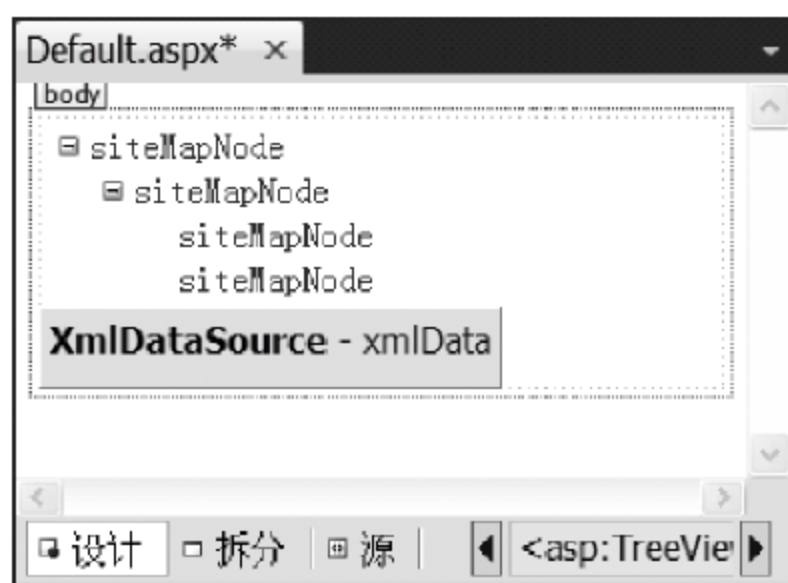 Default.aspx* ×
body
siteMapNode
siteMapNode
siteMapNode
siteMapNode
XmlDataSource - xmlData
设计 拆分 源 <asp:TreeVie